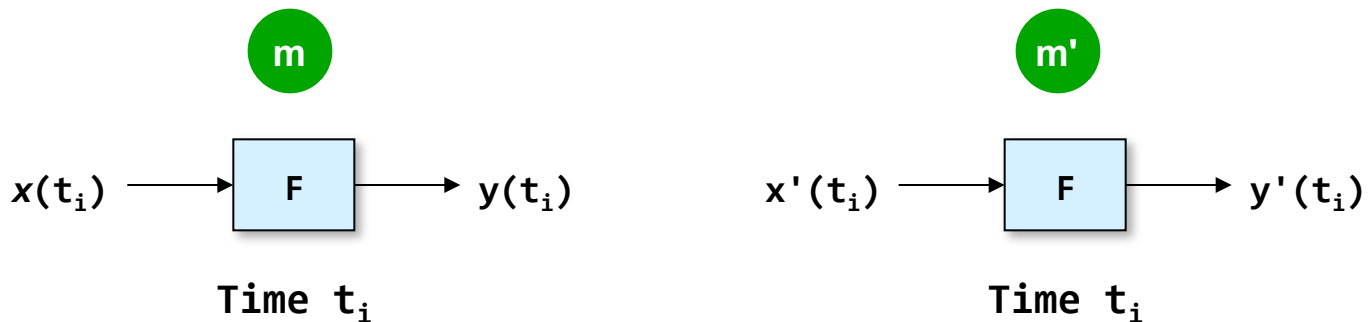 m m'
x(tᵢ) F y(tᵢ) x'(tᵢ) F y'(tᵢ)
Time tᵢ Time tᵢ